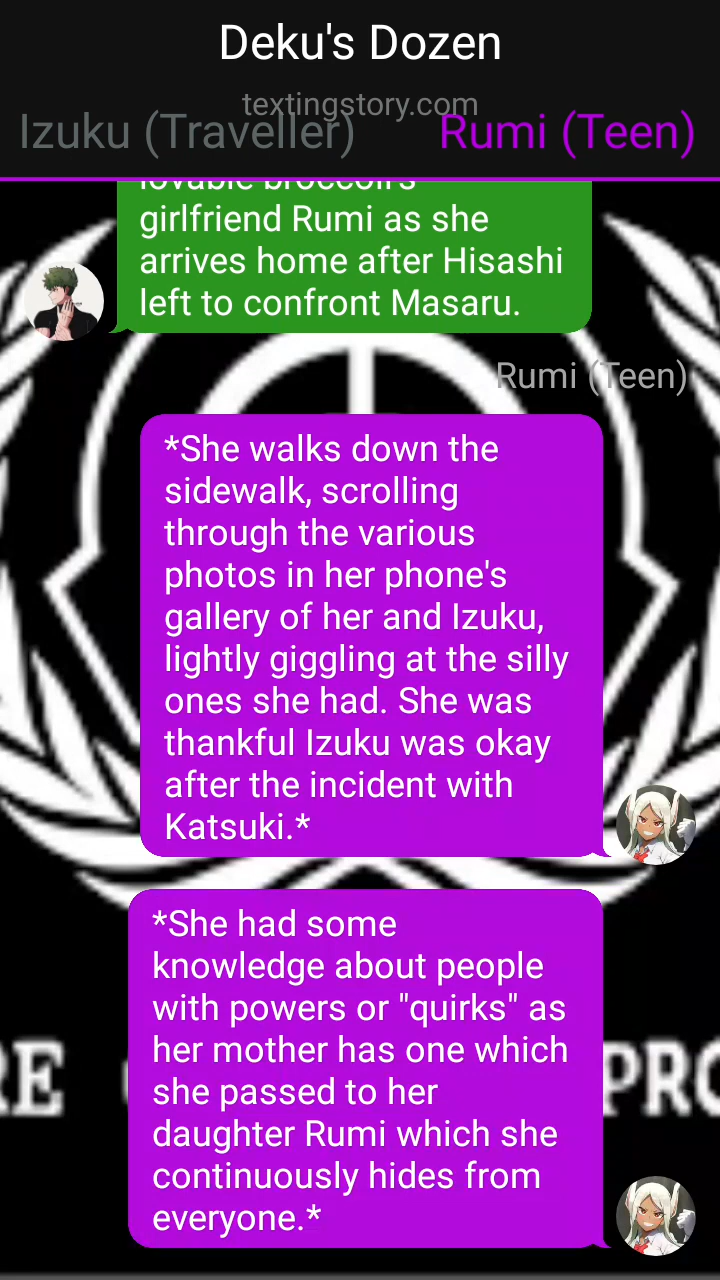 Deku's Dozen
textingstory.com
Izuku (Traveller) Rumi (Teen)
lovable broccoli's
girlfriend Rumi as she
arrives home after Hisashi
left to confront Masaru.
Rumi (Teen)
*She walks down the
sidewalk, scrolling
through the various
photos in her phone's
gallery of her and Izuku,
lightly giggling at the silly
ones she had. She was
thankful Izuku was okay
after the incident with
Katsuki.*
*She had some
knowledge about people
with powers or "quirks" as
her mother has one which
she passed to her
daughter Rumi which she
continuously hides from
everyone.*
RE
PRO